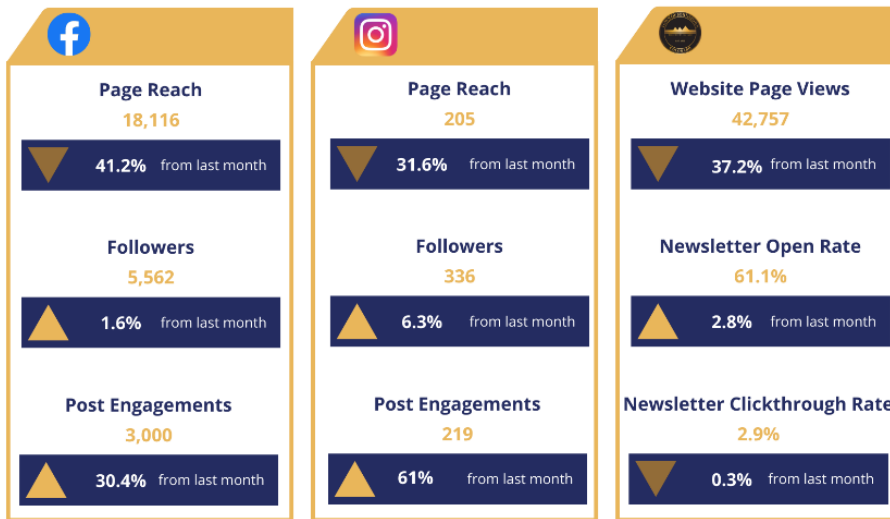 Page Reach
18,116
41.2% from last month
Followers
5,562
1.6% from last month
Post Engagements
3,000
30.4% from last month
Page Reach
205
31.6% from last month
Followers
336
6.3% from last month
Post Engagements
219
61% from last month
Website Page Views
42,757
37.2% from last month
Newsletter Open Rate
61.1%
2.8% from last month
Newsletter Clickthrough Rate
2.9%
0.3% from last month